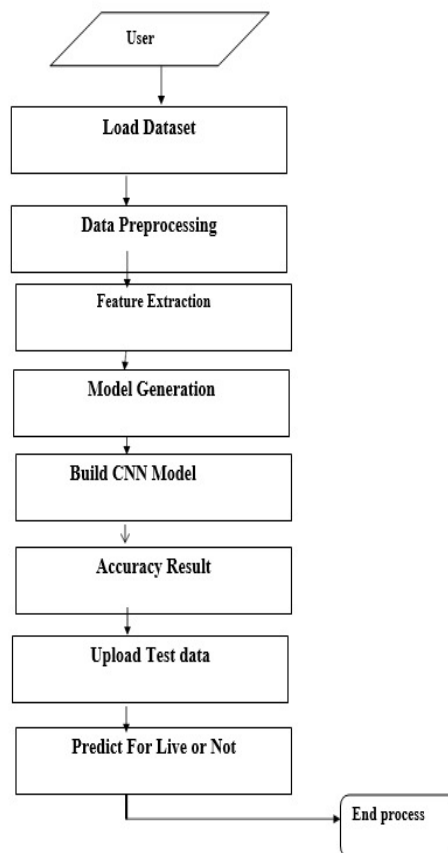 User
Load Dataset
Data Preprocessing
Feature Extraction
Model Generation
Build CNN Model
Accuracy Result
Upload Test data
Predict For Live or Not
End process